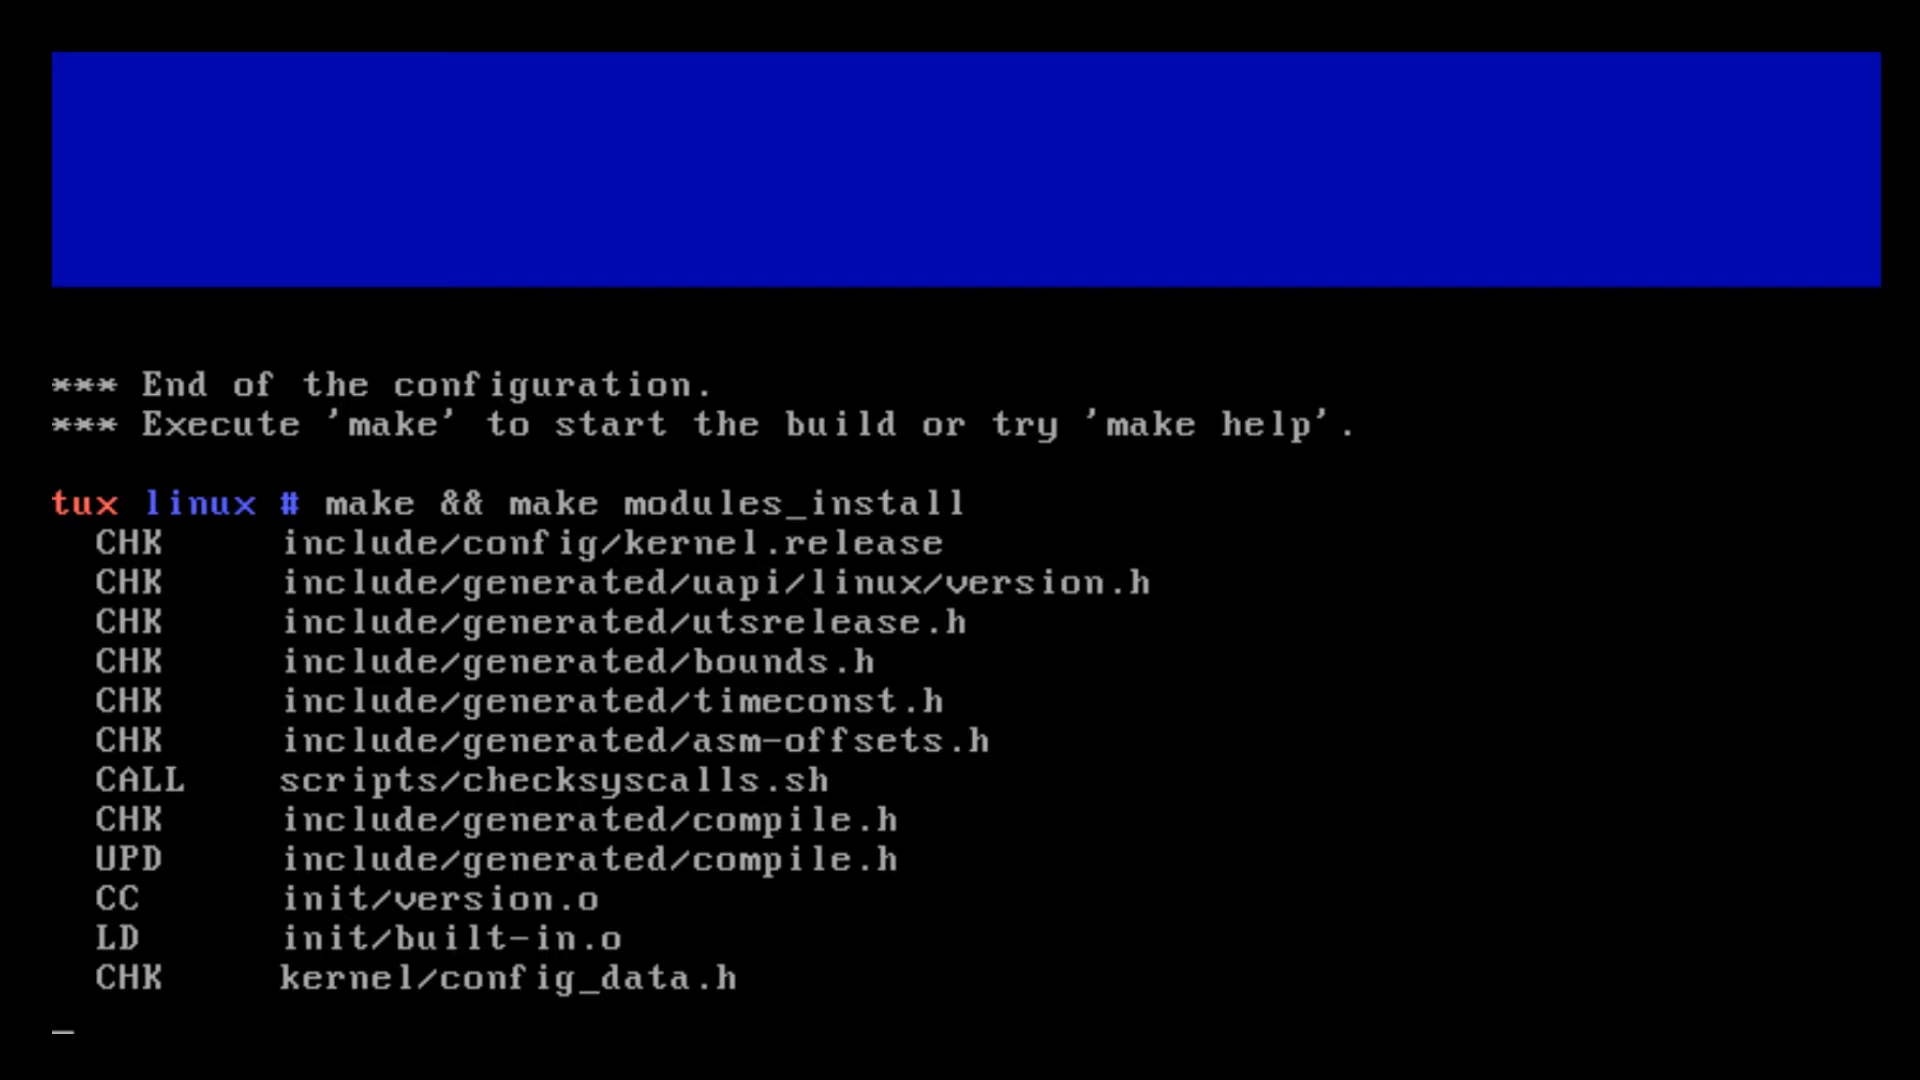 *** End of the configuration.
*** Execute 'make' to start the build or try 'make help'.
tux linux # make && make modules_install
CHK include/config/kernel.release
CHK include/generated/uapi/linux/version.h
CHK include/generated/utsrelease.h
CHK include/generated/bounds.h
CHK include/generated/timeconst.h
CHK include/generated/asm-offsets.h
CALL scripts/checksyscalls.sh
CHK include/generated/compile.h
UPD include/generated/compile.h
CC init/version.o
LD init/built-in.o
CHK kernel/config_data.h
_